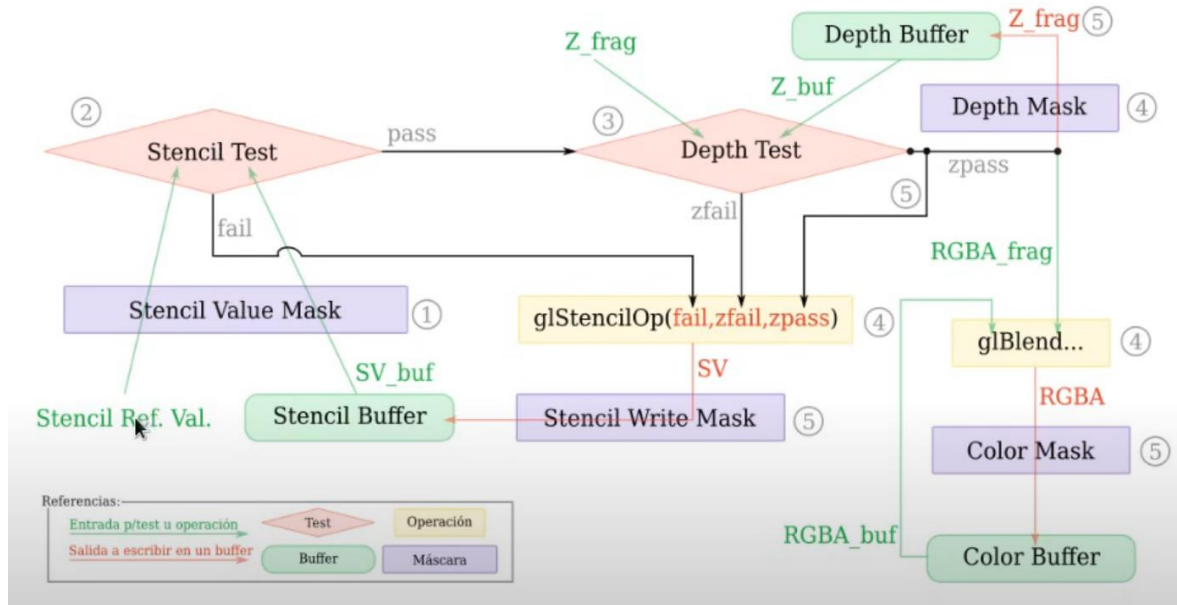 Z_frag
Depth Buffer
Z_frag ⑤
Z_buf
Depth Mask ④
②
Stencil Test
pass
③
Depth Test
zpass
fail
zfail
⑤
RGBA_frag
Stencil Value Mask ①
glStencilOp(fail,zfail,zpass) ④
glBlend... ④
SV_buf
SV
RGBA
Stencil Ref. Val.
Stencil Buffer
Stencil Write Mask ⑤
Color Mask ⑤
RGBA_buf
Color Buffer
Referencias:
Entrada p/test u operación
Test
Operación
Salida a escribir en un buffer
Buffer
Máscara